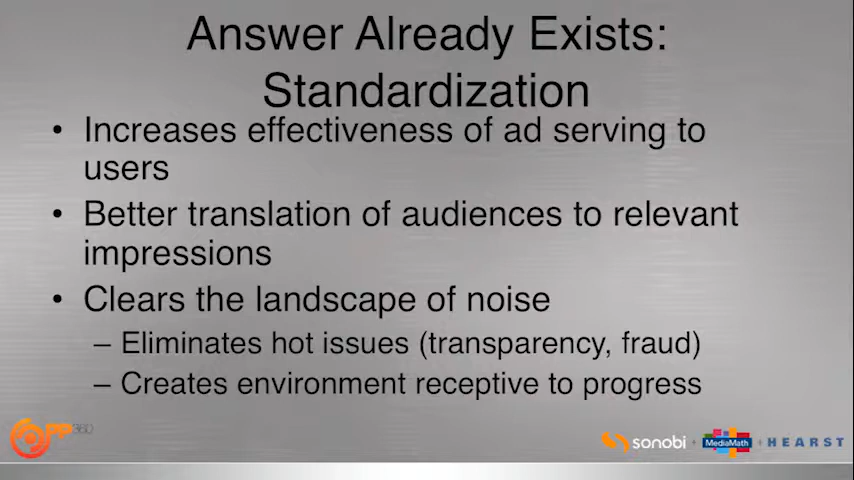 Answer Already Exists:
Standardization
• Increases effectiveness of ad serving to
users
• Better translation of audiences to relevant
impressions
• Clears the landscape of noise
– Eliminates hot issues (transparency, fraud)
– Creates environment receptive to progress
OPP360
sonobi + MediaMath + HEARST